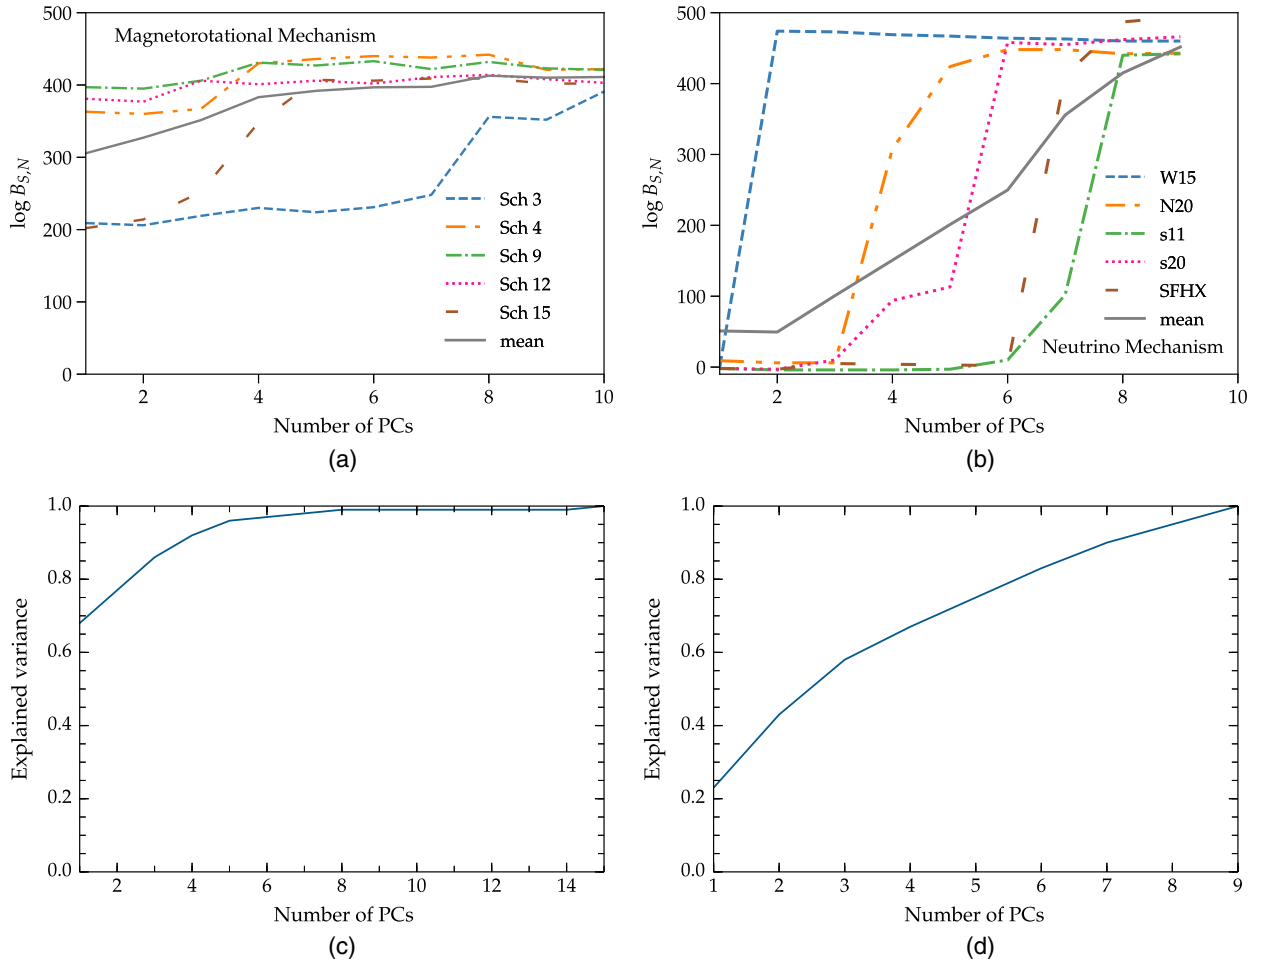 500
400
300
200
100
0
log B_{S,N}
Magnetorotational Mechanism
Sch 3
Sch 4
Sch 9
Sch 12
Sch 15
mean
2 4 6 8 10
Number of PCs
(a)
500
400
300
200
100
0
log B_{S,N}
W15
N20
s11
s20
SFHX
mean
Neutrino Mechanism
2 4 6 8 10
Number of PCs
(b)
1.0
0.8
0.6
0.4
0.2
0.0
Explained variance
2 4 6 8 10 12 14
Number of PCs
(c)
1.0
0.8
0.6
0.4
0.2
0.0
Explained variance
1 2 3 4 5 6 7 8 9
Number of PCs
(d)